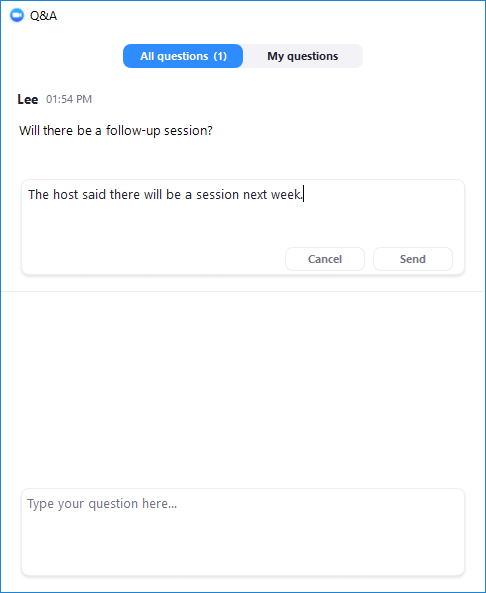 Q&A
All questions (1) My questions
Lee 01:54 PM
Will there be a follow-up session?
The host said there will be a session next week.
Cancel Send
Type your question here...